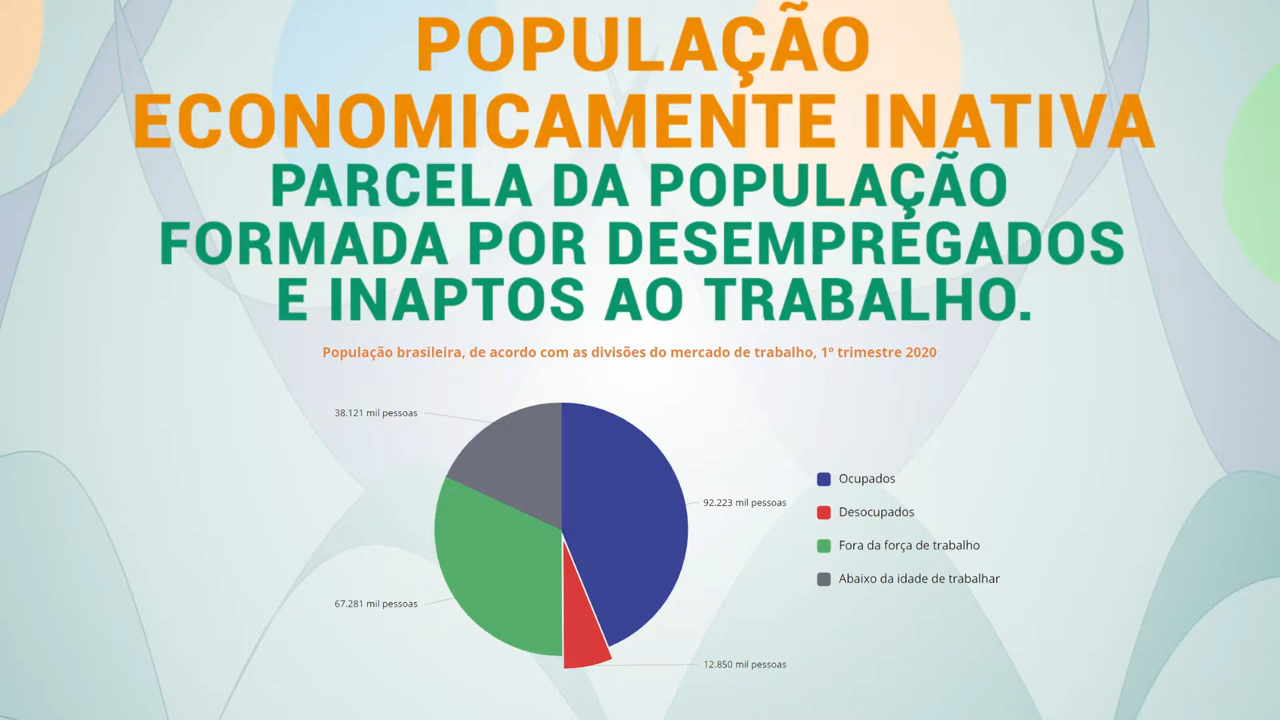 POPULAÇÃO
ECONOMICAMENTE INATIVA
PARCELA DA POPULAÇÃO
FORMADA POR DESEMPREGADOS
E INAPTOS AO TRABALHO.
População brasileira, de acordo com as divisões do mercado de trabalho, 1º trimestre 2020
38.121 mil pessoas
92.223 mil pessoas
67.281 mil pessoas
12.850 mil pessoas
Ocupados
Desocupados
Fora da força de trabalho
Abaixo da idade de trabalhar